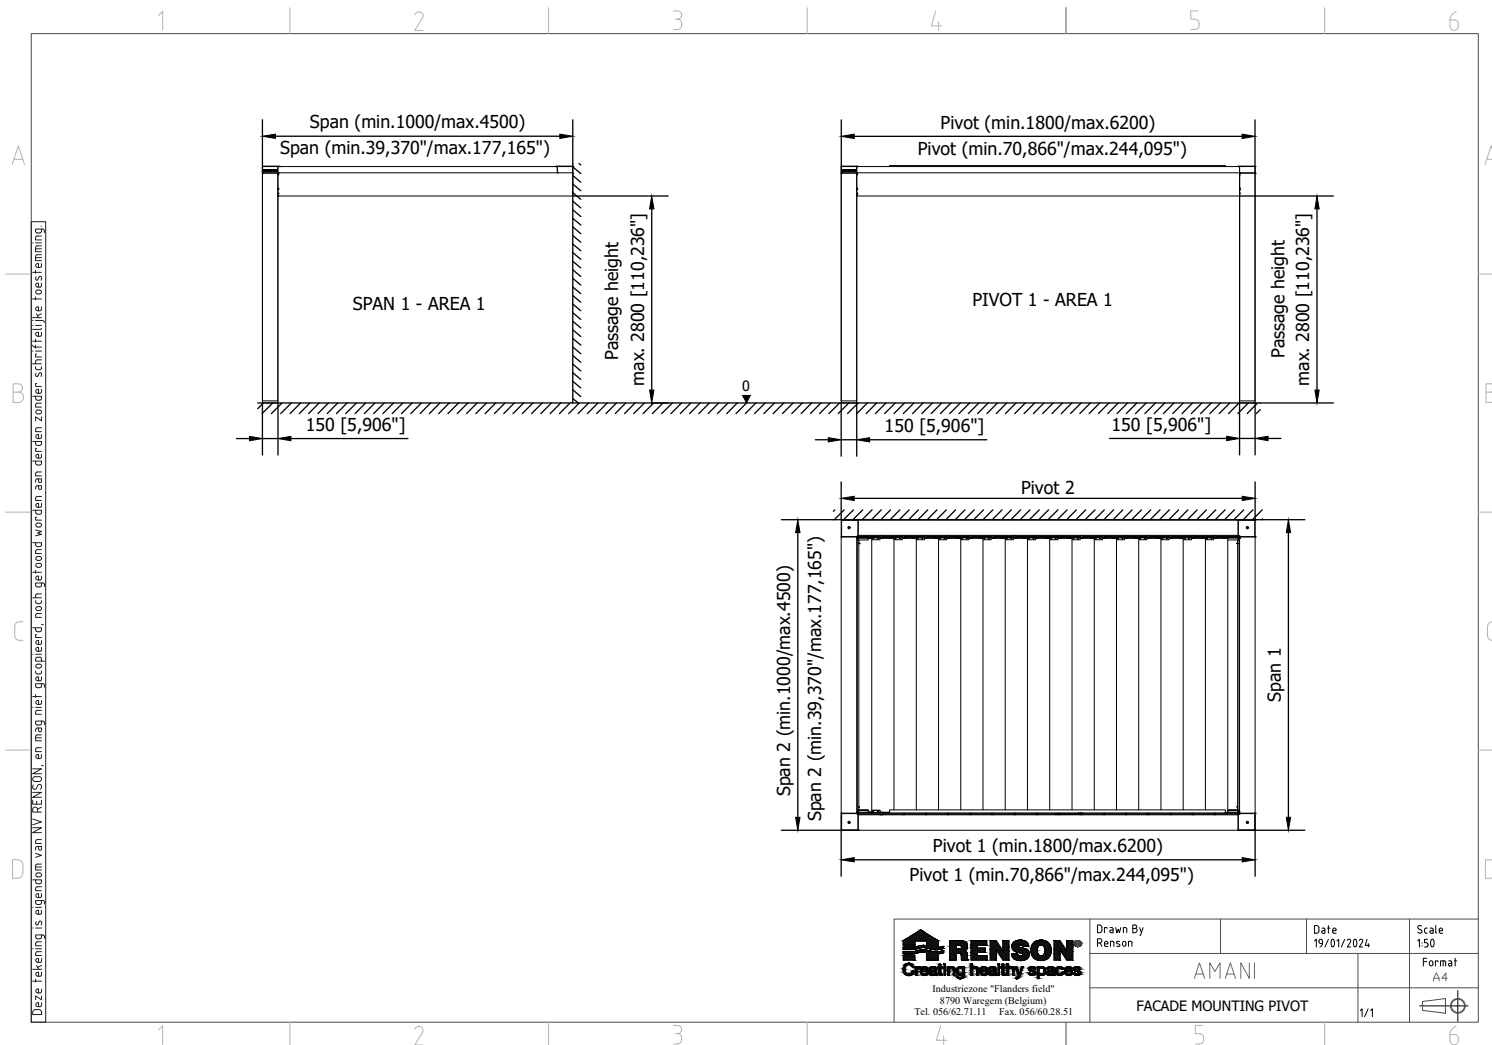 1 2 3 4 5 6
A
A
Span (min.1000/max.4500)
Span (min.39,370"/max.177,165")
SPAN 1 - AREA 1
Passage height
max. 2800 [110,236"]
150 [5,906"]
0
Pivot (min.1800/max.6200)
Pivot (min.70,866"/max.244,095")
PIVOT 1 - AREA 1
Passage height
max. 2800 [110,236"]
150 [5,906"]
150 [5,906"]
B
B
Pivot 2
Span 2 (min.1000/max.4500)
Span 2 (min.39,370"/max.177,165")
Span 1
Pivot 1 (min.1800/max.6200)
Pivot 1 (min.70,866"/max.244,095")
C
C
D
D
Deze tekening is eigendom van NV RENSON, en mag niet gecopieerd, noch getoond worden aan derden zonder schriftelijke toestemming.
RENSON®
Creating healthy spaces
Industriezone "Flanders field"
8790 Waregem (Belgium)
Tel. 056/62.71.11 Fax. 056/60.28.51
Drawn By
Renson
Date
19/01/2024
Scale
1:50
AMANI
Format
A4
FACADE MOUNTING PIVOT
1/1
1 2 3 4 5 6